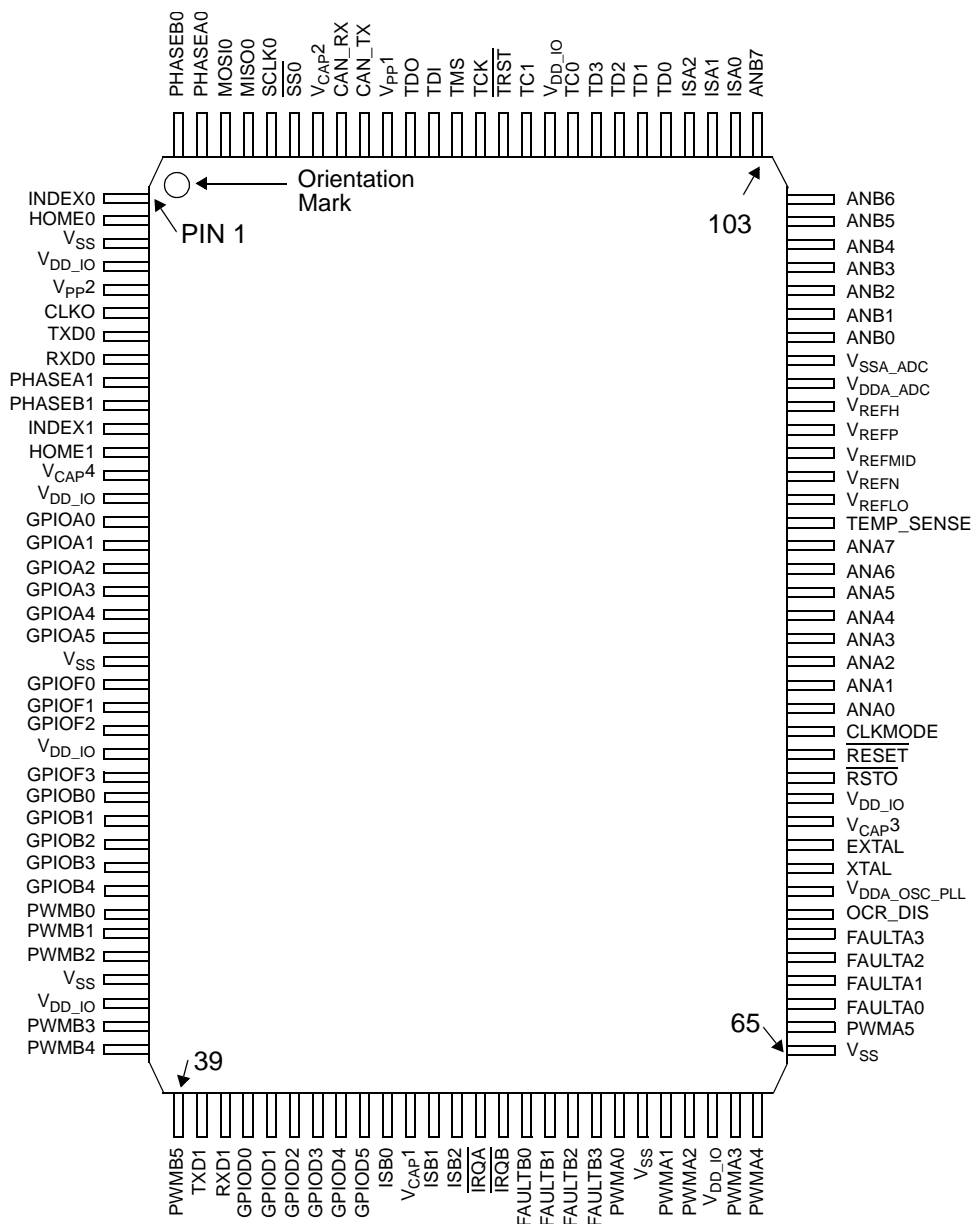 PHASEB0
PHASEA0
MOSI0
MISO0
SCLK0
SS0
VCAP2
CAN_RX
CAN_TX
VPP1
TDO
TDI
TMS
TCK
TRST
TC1
VDD_IO
TC0
TD3
TD2
TD1
TD0
ISA2
ISA1
ISA0
ANB7
Orientation
Mark
PIN 1
103
INDEX0
HOME0
VSS
VDD_IO
VPP2
CLKO
TXD0
RXD0
PHASEA1
PHASEB1
INDEX1
HOME1
VCAP4
VDD_IO
GPIOA0
GPIOA1
GPIOA2
GPIOA3
GPIOA4
GPIOA5
VSS
GPIOF0
GPIOF1
GPIOF2
VDD_IO
GPIOF3
GPIOB0
GPIOB1
GPIOB2
GPIOB3
GPIOB4
PWMB0
PWMB1
PWMB2
VSS
VDD_IO
PWMB3
PWMB4
ANB6
ANB5
ANB4
ANB3
ANB2
ANB1
ANB0
VSSA_ADC
VDDA_ADC
VREFH
VREFP
VREFMID
VREFN
VREFLO
TEMP_SENSE
ANA7
ANA6
ANA5
ANA4
ANA3
ANA2
ANA1
ANA0
CLKMODE
RESET
RSTO
VDD_IO
VCAP3
EXTAL
XTAL
VDDA_OSC_PLL
OCR_DIS
FAULTA3
FAULTA2
FAULTA1
FAULTA0
PWMA5
VSS
39
65
PWMB5
TXD1
RXD1
GPIOD0
GPIOD1
GPIOD2
GPIOD3
GPIOD4
GPIOD5
ISB0
VCAP1
ISB1
ISB2
IRQA
IRQB
FAULTB0
FAULTB1
FAULTB2
FAULTB3
PWMA0
VSS
PWMA1
PWMA2
VDD_IO
PWMA3
PWMA4